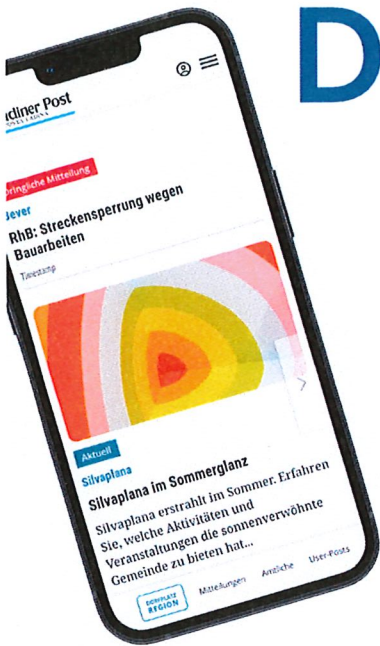 D
diner Post
ringliche Mitteilung
Bever
RhB: Streckensperrung wegen
Bauarbeiten
Timestamp
Aktuell
Silvaplana
Silvaplana im Sommerglanz
Silvaplana erstrahlt im Sommer. Erfahren
Sie, welche Aktivitäten und
Veranstaltungen die sonnenverwöhnte
Gemeinde zu bieten hat...
DORFPLATZ
REGION
Mitteilungen
Amtliche
User-Posts